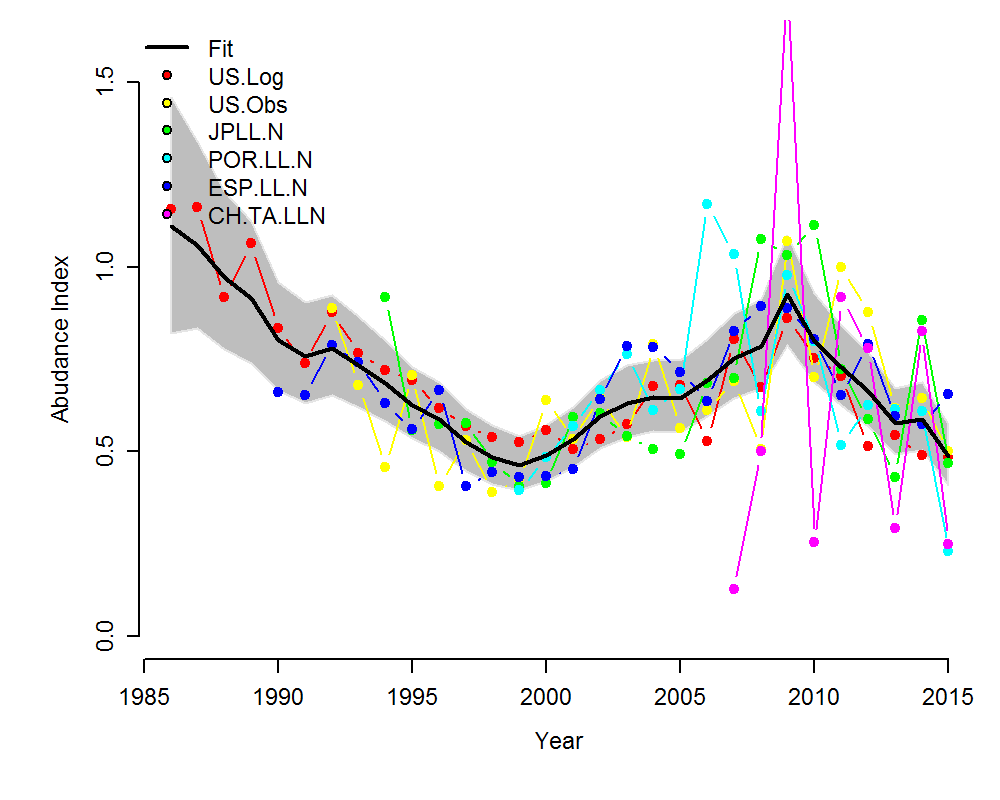 Fit
US.Log
US.Obs
JPLL.N
POR.LL.N
ESP.LL.N
CH.TA.LLN
1.5
1.0
0.5
0.0
Abudance Index
1985 1990 1995 2000 2005 2010 2015
Year